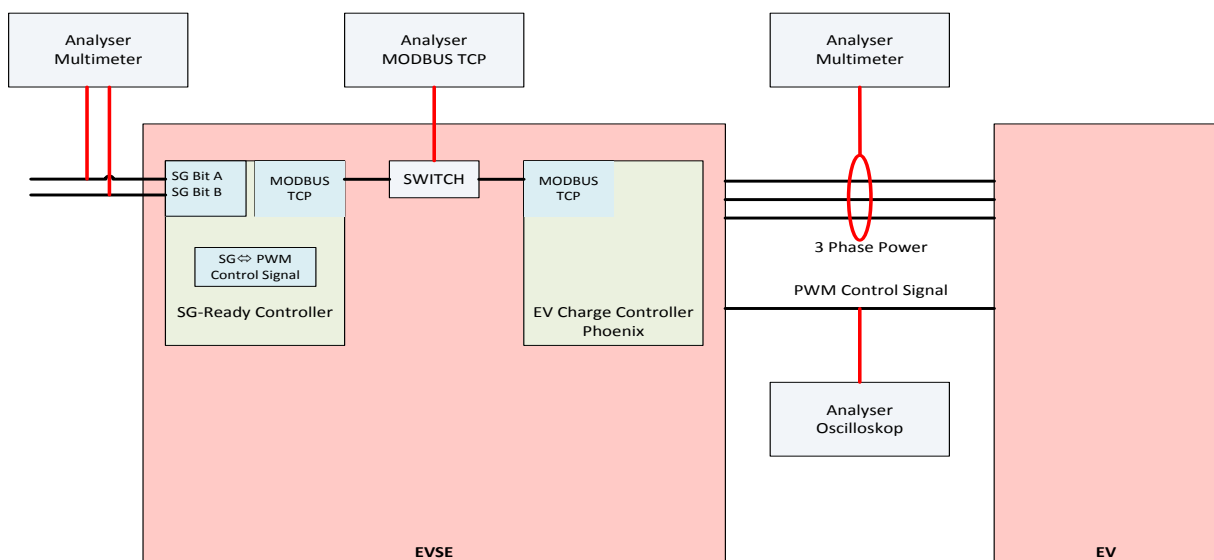 Analyser
Multimeter
Analyser
MODBUS TCP
Analyser
Multimeter
SG Bit A
SG Bit B
MODBUS
TCP
SWITCH
MODBUS
TCP
SG⇔ PWM
Control Signal
SG-Ready Controller
EV Charge Controller
Phoenix
3 Phase Power
PWM Control Signal
Analyser
Oscilloskop
EVSE
EV